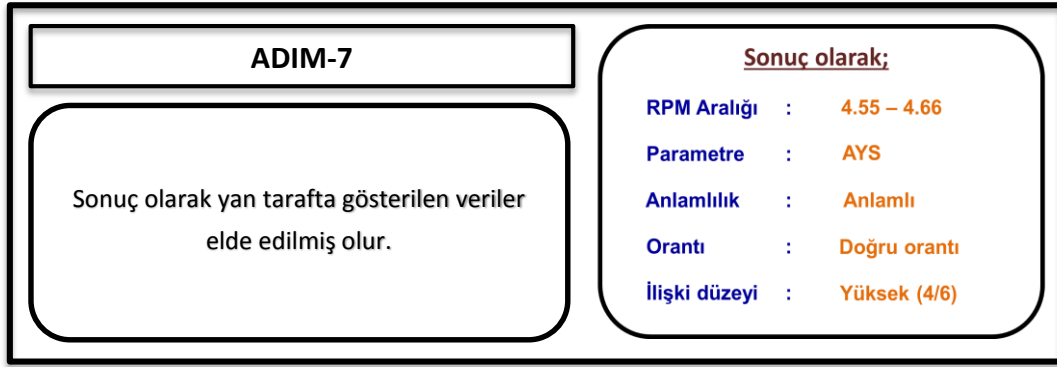 ADIM-7
Sonuç olarak yan tarafta gösterilen veriler
elde edilmiş olur.
Sonuç olarak;
RPM Aralığı : 4.55 – 4.66
Parametre : AYS
Anlamlılık : Anlamlı
Orantı : Doğru orantı
İlişki düzeyi : Yüksek (4/6)